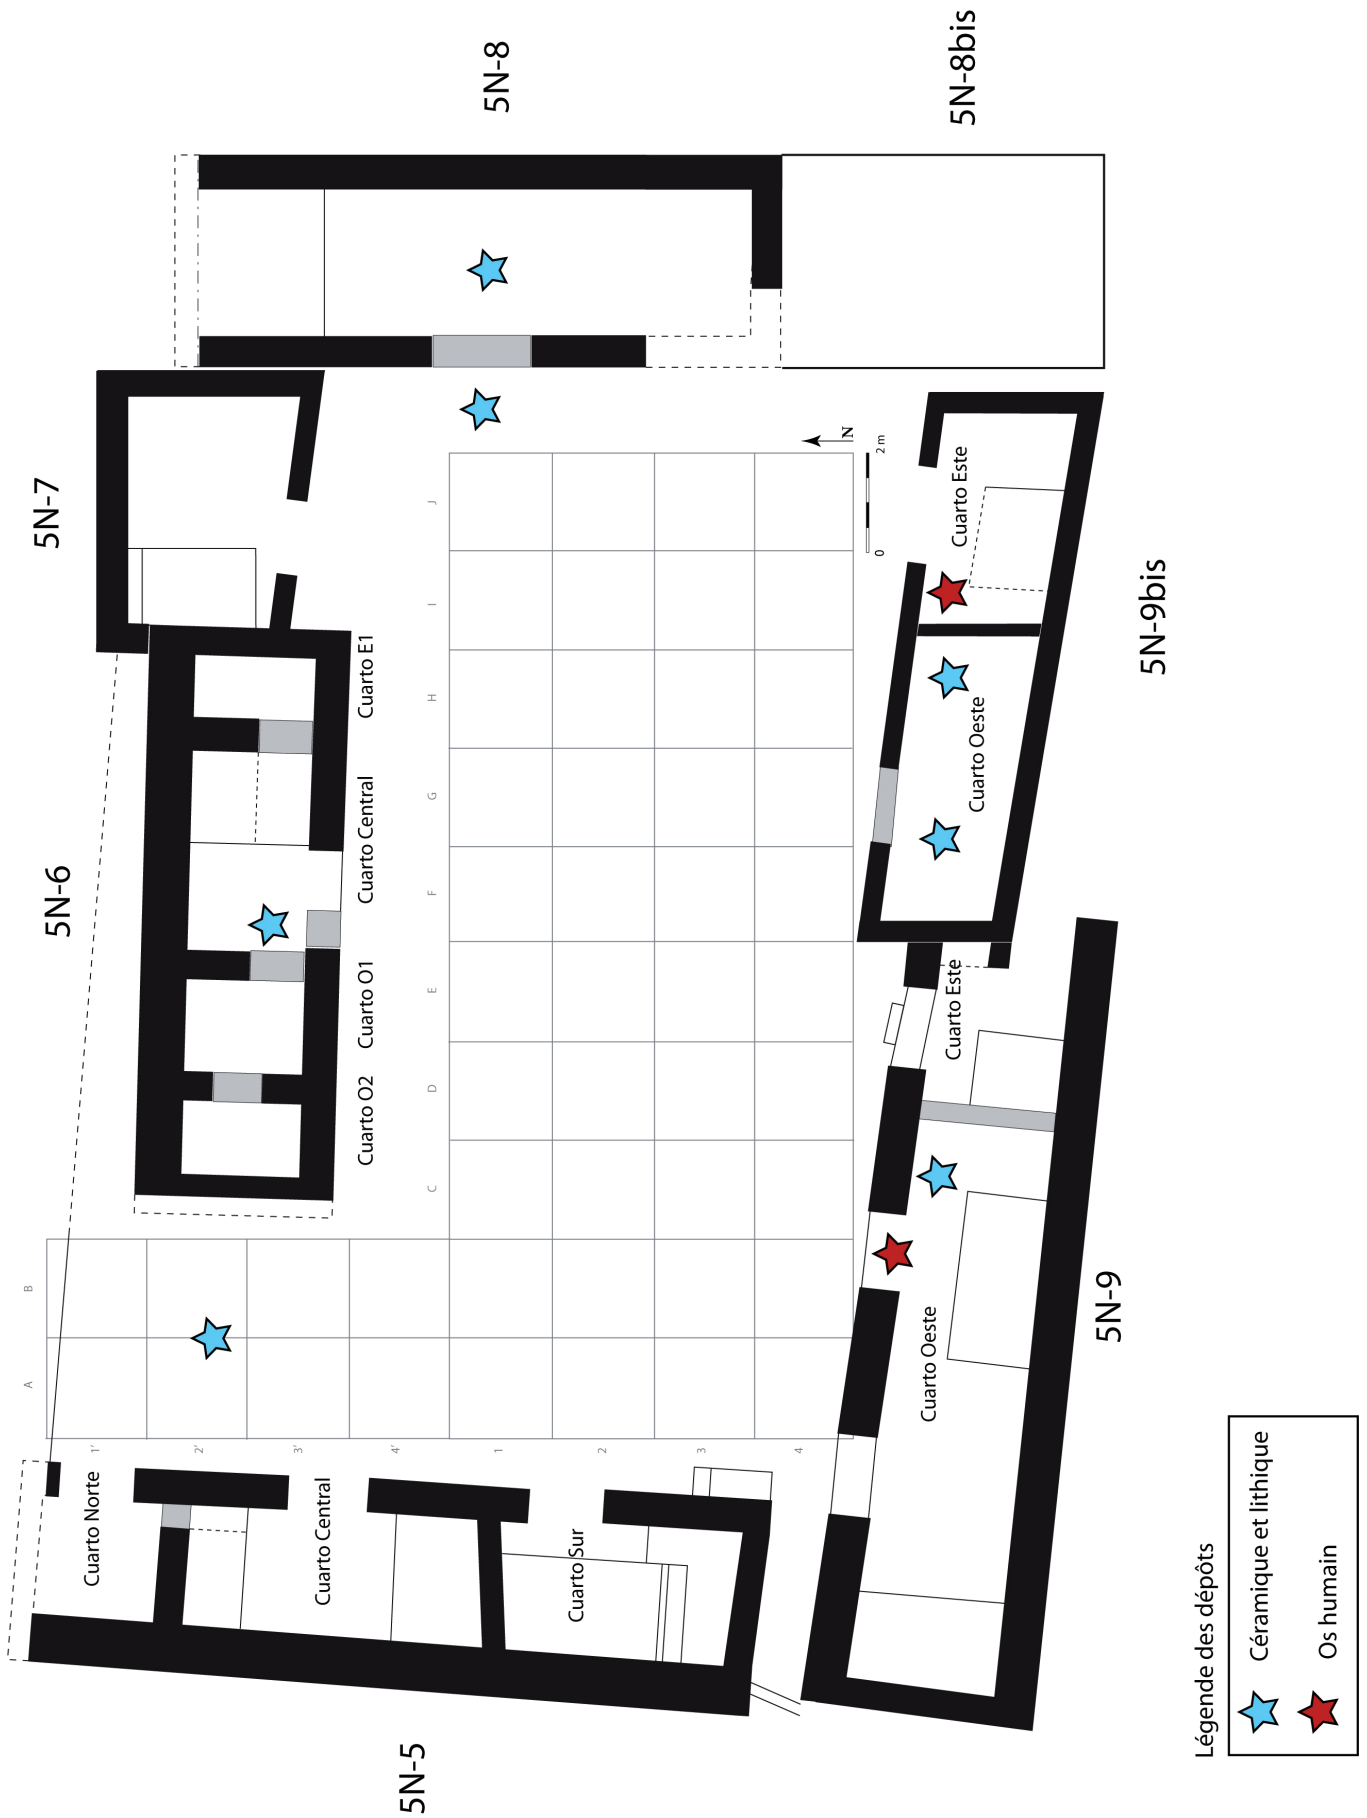 5N-6
5N-7
5N-8
5N-8bis
5N-5
5N-9
5N-9bis
Cuarto O2
Cuarto O1
Cuarto Central
Cuarto E1
Cuarto Norte
Cuarto Central
Cuarto Sur
Cuarto Oeste
Cuarto Este
Cuarto Oeste
Cuarto Este
A
B
C
D
E
F
G
H
I
J
1'
2'
3'
4'
1
2
3
4
N
0
2 m
Légende des dépôts
Céramique et lithique
Os humain